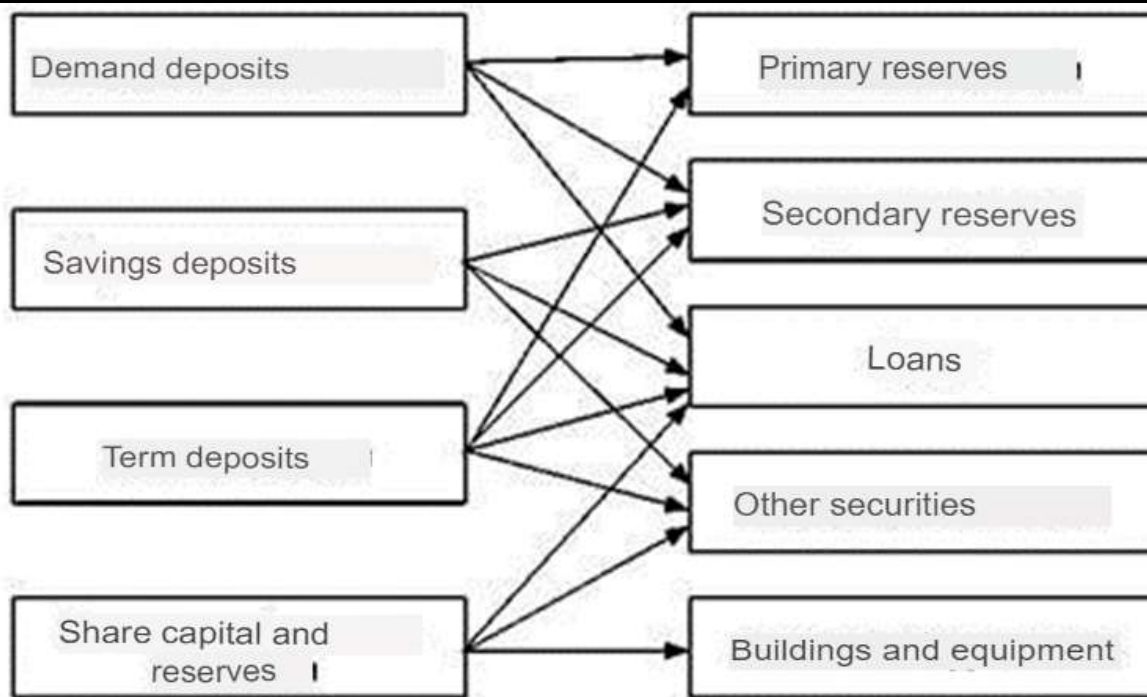 Demand deposits
Primary reserves
Savings deposits
Secondary reserves
Loans
Term deposits
Other securities
Share capital and
reserves
Buildings and equipment